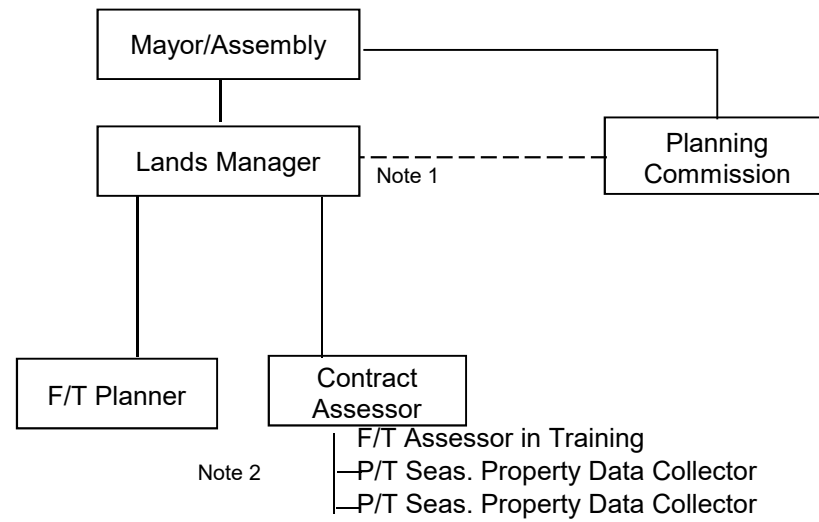 Mayor/Assembly
Lands Manager
Note 1
Planning
Commission
F/T Planner
Contract
Assessor
F/T Assessor in Training
Note 2
P/T Seas. Property Data Collector
P/T Seas. Property Data Collector